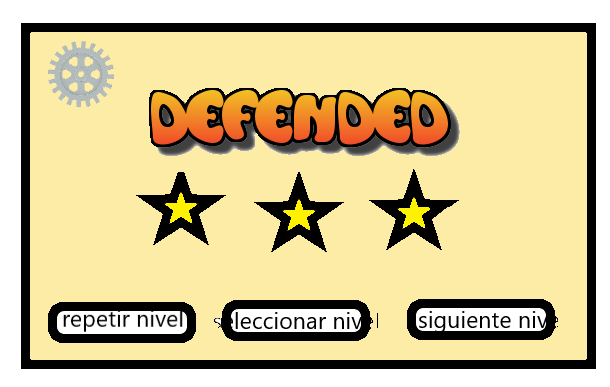 DEFENDED
repetir nivel
seleccionar nivel
siguiente nive